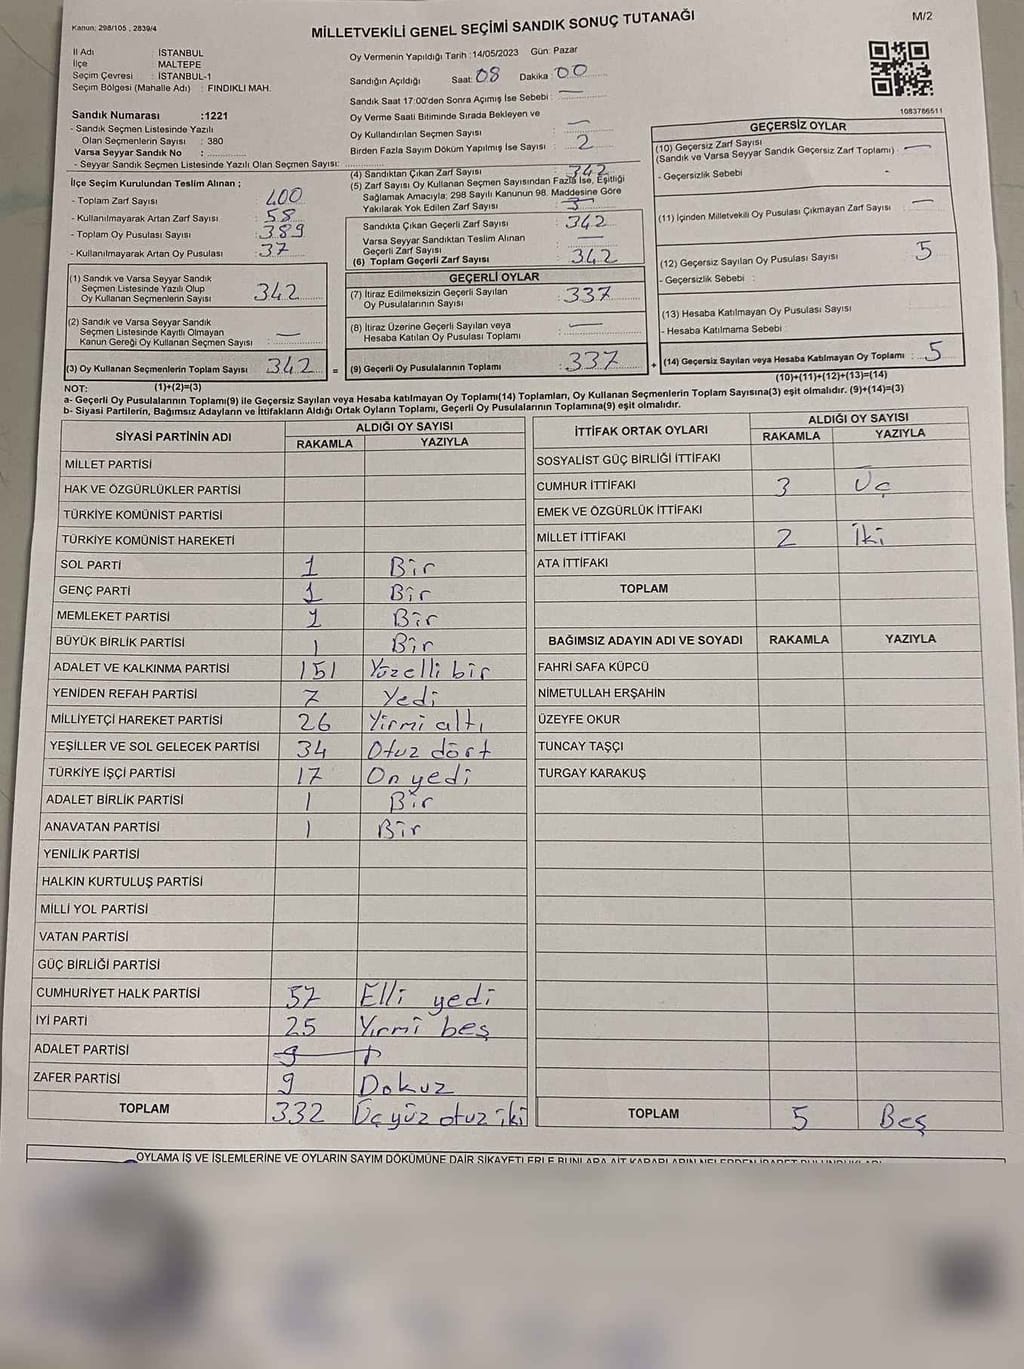 Kanun: 298/105 , 2839/4
MİLLETVEKİLİ GENEL SEÇİMİ SANDIK SONUÇ TUTANAĞI
M/2
İl Adı : İSTANBUL
İlçe : MALTEPE
Seçim Çevresi : İSTANBUL-1
Seçim Bölgesi (Mahalle Adı) : FINDIKLI MAH.
Sandık Numarası :1221
- Sandık Seçmen Listesinde Yazılı
Olan Seçmenlerin Sayısı : 380
Varsa Seyyar Sandık No :
- Seyyar Sandık Seçmen Listesinde Yazılı Olan Seçmen Sayısı:
İlçe Seçim Kurulundan Teslim Alınan ;
- Toplam Zarf Sayısı : 400
- Kullanılmayarak Artan Zarf Sayısı : 58
- Toplam Oy Pusulası Sayısı : 389
- Kullanılmayarak Artan Oy Pusulası : 37
(1) Sandık ve Varsa Seyyar Sandık
Seçmen Listesinde Yazılı Olup
Oy Kullanan Seçmenlerin Sayısı : 342
(2) Sandık ve Varsa Seyyar Sandık
Seçmen Listesinde Kayıtlı Olmayan
Kanun Gereği Oy Kullanan Seçmen Sayısı : —
(3) Oy Kullanan Seçmenlerin Toplam Sayısı : 342 =
Oy Vermenin Yapıldığı Tarih :14/05/2023 Gün: Pazar
Sandığın Açıldığı Saat: 08 Dakika : 00
Sandık Saat 17:00'den Sonra Açımış İse Sebebi : —
Oy Verme Saati Bitiminde Sırada Bekleyen ve
Oy Kullandırılan Seçmen Sayısı : —
Birden Fazla Sayım Döküm Yapılmış İse Sayısı : 2
(4) Sandıktan Çıkan Zarf Sayısı : 342
(5) Zarf Sayısı Oy Kullanan Seçmen Sayısından Fazla İse, Eşitliği
Sağlamak Amacıyla; 298 Sayılı Kanunun 98. Maddesine Göre
Yakılarak Yok Edilen Zarf Sayısı :
Sandıkta Çıkan Geçerli Zarf Sayısı : 342
Varsa Seyyar Sandıktan Teslim Alınan
Geçerli Zarf Sayısı : —
(6) Toplam Geçerli Zarf Sayısı : 342
GEÇERLİ OYLAR
(7) İtiraz Edilmeksizin Geçerli Sayılan
Oy Pusulalarının Sayısı : 337
(8) İtiraz Üzerine Geçerli Sayılan veya
Hesaba Katılan Oy Pusulası Toplamı : —
(9) Geçerli Oy Pusulalarının Toplamı : 337 +
1083786511
GEÇERSİZ OYLAR
(10) Geçersiz Zarf Sayısı
(Sandık ve Varsa Seyyar Sandık Geçersiz Zarf Toplamı) : —
- Geçersizlik Sebebi :
(11) İçinden Milletvekili Oy Pusulası Çıkmayan Zarf Sayısı : —
(12) Geçersiz Sayılan Oy Pusulası Sayısı : 5
- Geçersizlik Sebebi :
(13) Hesaba Katılmayan Oy Pusulası Sayısı :
- Hesaba Katılmama Sebebi :
(14) Geçersiz Sayılan veya Hesaba Katılmayan Oy Toplamı : 5
(10)+(11)+(12)+(13)=(14)
NOT: (1)+(2)=(3)
a- Geçerli Oy Pusulalarının Toplamı(9) ile Geçersiz Sayılan veya Hesaba katılmayan Oy Toplamı(14) Toplamları, Oy Kullanan Seçmenlerin Toplam Sayısına(3) eşit olmalıdır. (9)+(14)=(3)
b- Siyasi Partilerin, Bağımsız Adayların ve İttifakların Aldığı Ortak Oyların Toplamı, Geçerli Oy Pusulalarının Toplamına(9) eşit olmalıdır.
SİYASİ PARTİNİN ADI ALDIĞI OY SAYISI
RAKAMLA YAZIYLA
MİLLET PARTİSİ
HAK VE ÖZGÜRLÜKLER PARTİSİ
TÜRKİYE KOMÜNİST PARTİSİ
TÜRKİYE KOMÜNİST HAREKETİ
SOL PARTİ 1 Bir
GENÇ PARTİ 1 Bir
MEMLEKET PARTİSİ 1 Bir
BÜYÜK BİRLİK PARTİSİ 1 Bir
ADALET VE KALKINMA PARTİSİ 151 Yüzelli bir
YENİDEN REFAH PARTİSİ 7 Yedi
MİLLİYETÇİ HAREKET PARTİSİ 26 Yirmi altı
YEŞİLLER VE SOL GELECEK PARTİSİ 34 Otuz dört
TÜRKİYE İŞÇİ PARTİSİ 17 On yedi
ADALET BİRLİK PARTİSİ 1 Bir
ANAVATAN PARTİSİ 1 Bir
YENİLİK PARTİSİ
HALKIN KURTULUŞ PARTİSİ
MİLLİ YOL PARTİSİ
VATAN PARTİSİ
GÜÇ BİRLİĞİ PARTİSİ
CUMHURİYET HALK PARTİSİ 57 Elli yedi
İYİ PARTİ 25 Yirmi beş
ADALET PARTİSİ
ZAFER PARTİSİ 9 Dokuz
TOPLAM 332 Üç yüz otuz iki
İTTİFAK ORTAK OYLARI ALDIĞI OY SAYISI
RAKAMLA YAZIYLA
SOSYALİST GÜÇ BİRLİĞİ İTTİFAKI
CUMHUR İTTİFAKI 3 Üç
EMEK VE ÖZGÜRLÜK İTTİFAKI
MİLLET İTTİFAKI 2 İki
ATA İTTİFAKI
TOPLAM
BAĞIMSIZ ADAYIN ADI VE SOYADI RAKAMLA YAZIYLA
FAHRİ SAFA KÜPCÜ
NİMETULLAH ERŞAHİN
ÜZEYFE OKUR
TUNCAY TAŞÇI
TURGAY KARAKUŞ
TOPLAM 5 Beş
OYLAMA İŞ VE İŞLEMLERİNE VE OYLARIN SAYIM DÖKÜMÜNE DAİR ŞİKAYETLERLE BUNLARA AİT KARARLARIN